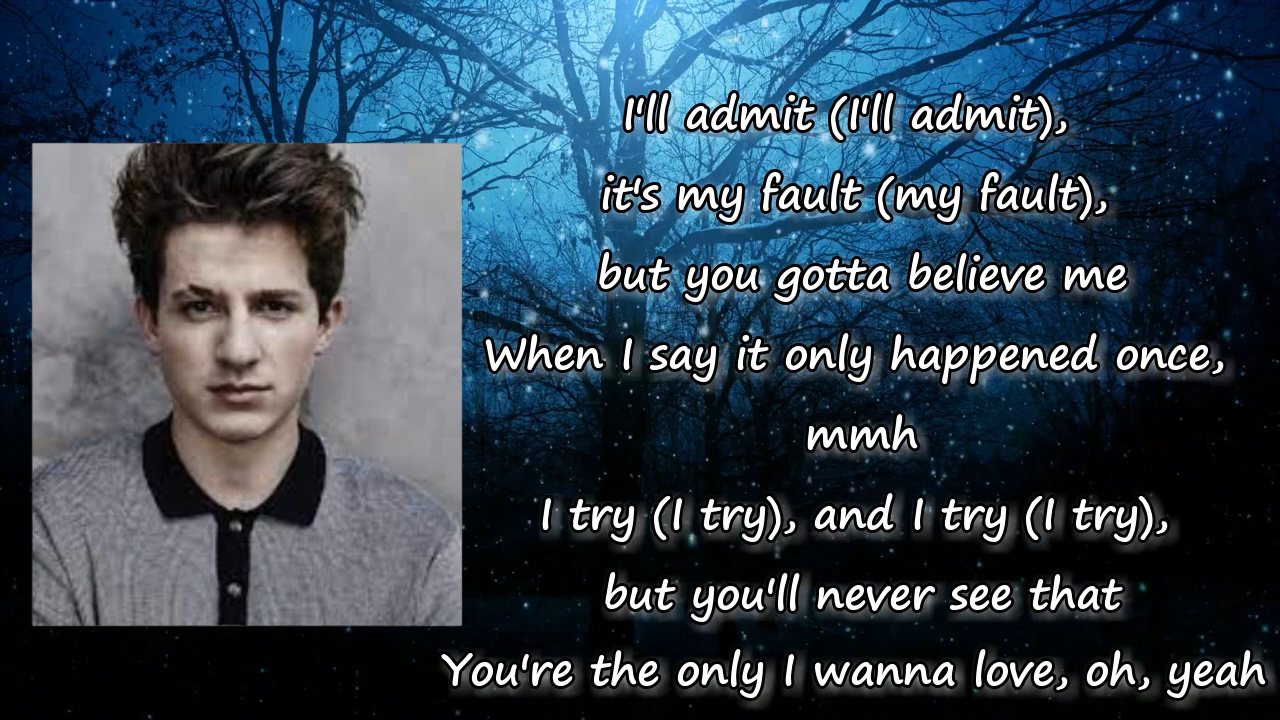 I'll admit (I'll admit),
it's my fault (my fault),
but you gotta believe me
When I say it only happened once,
mmh
I try (I try), and I try (I try),
but you'll never see that
You're the only I wanna love, oh, yeah